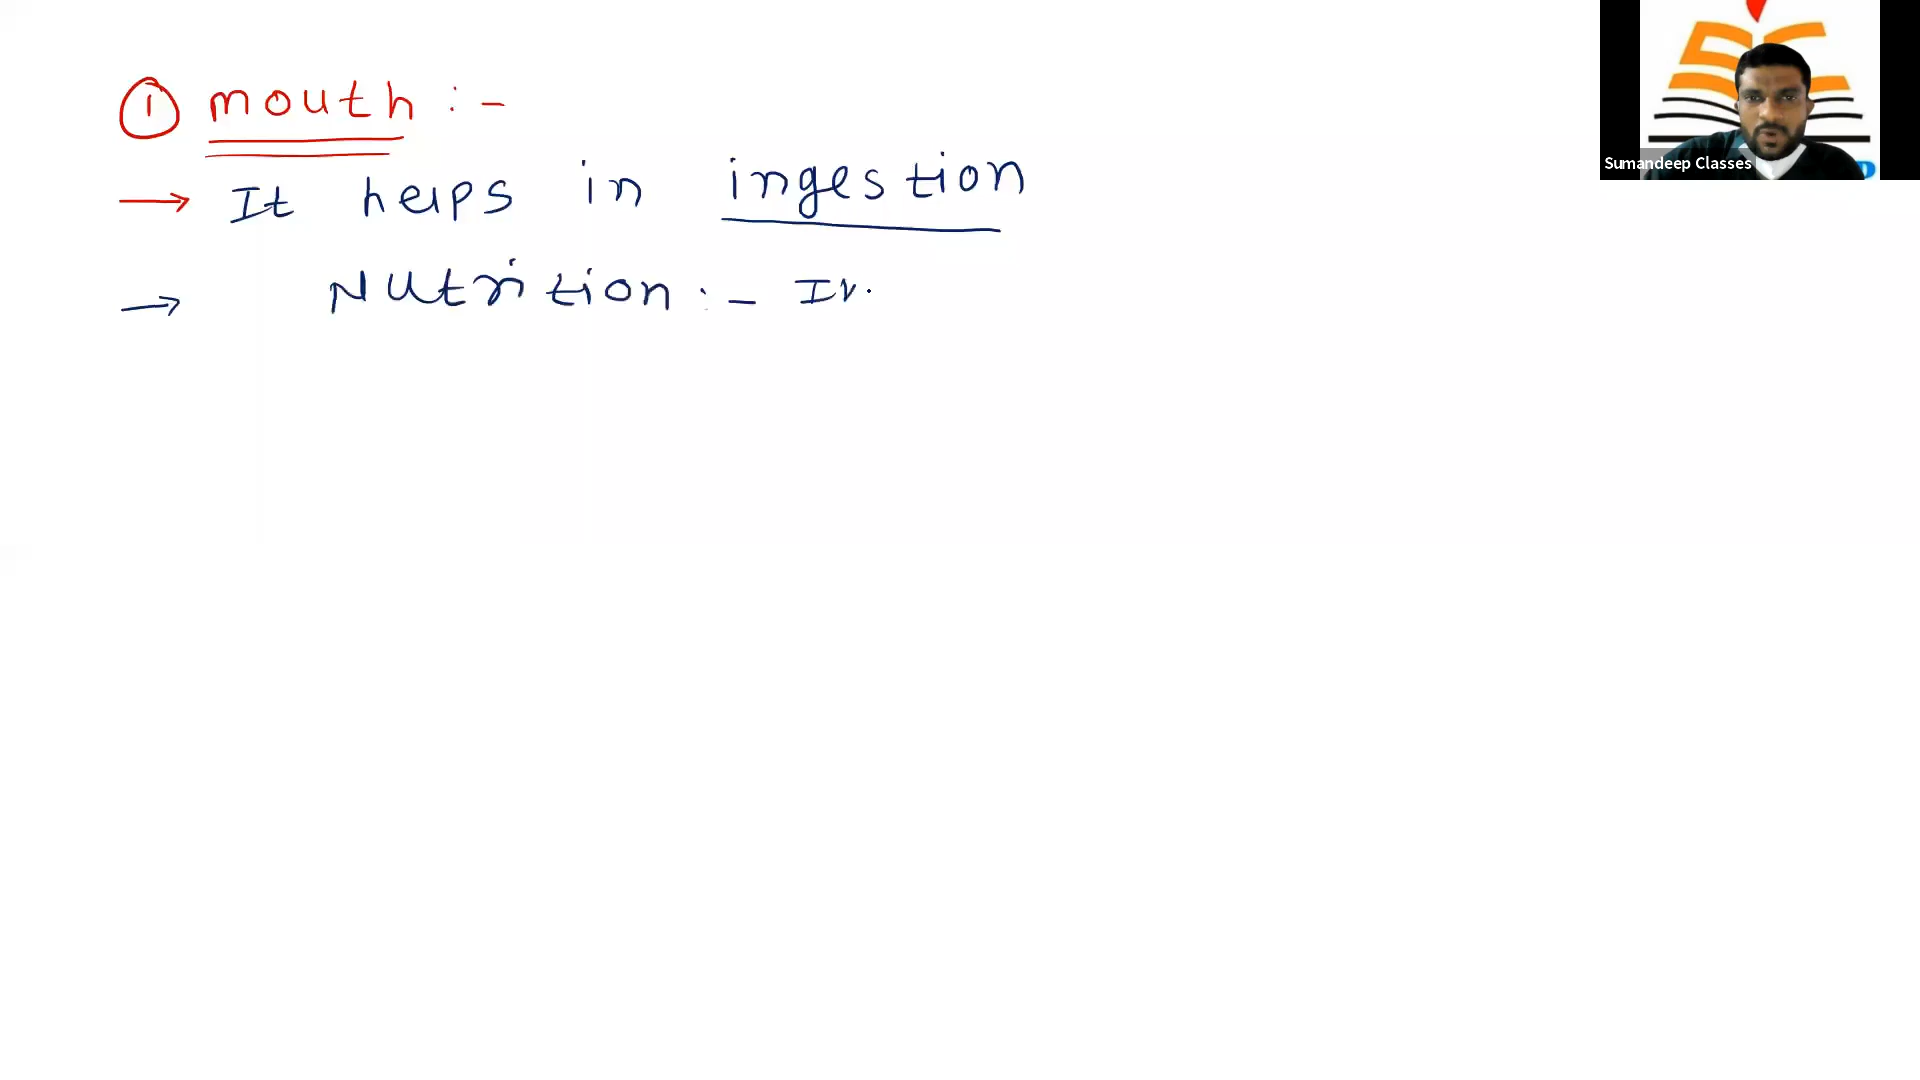 ① mouth :-
→ It helps in ingestion
→ Nutrition :- In
Sumandeep Classes